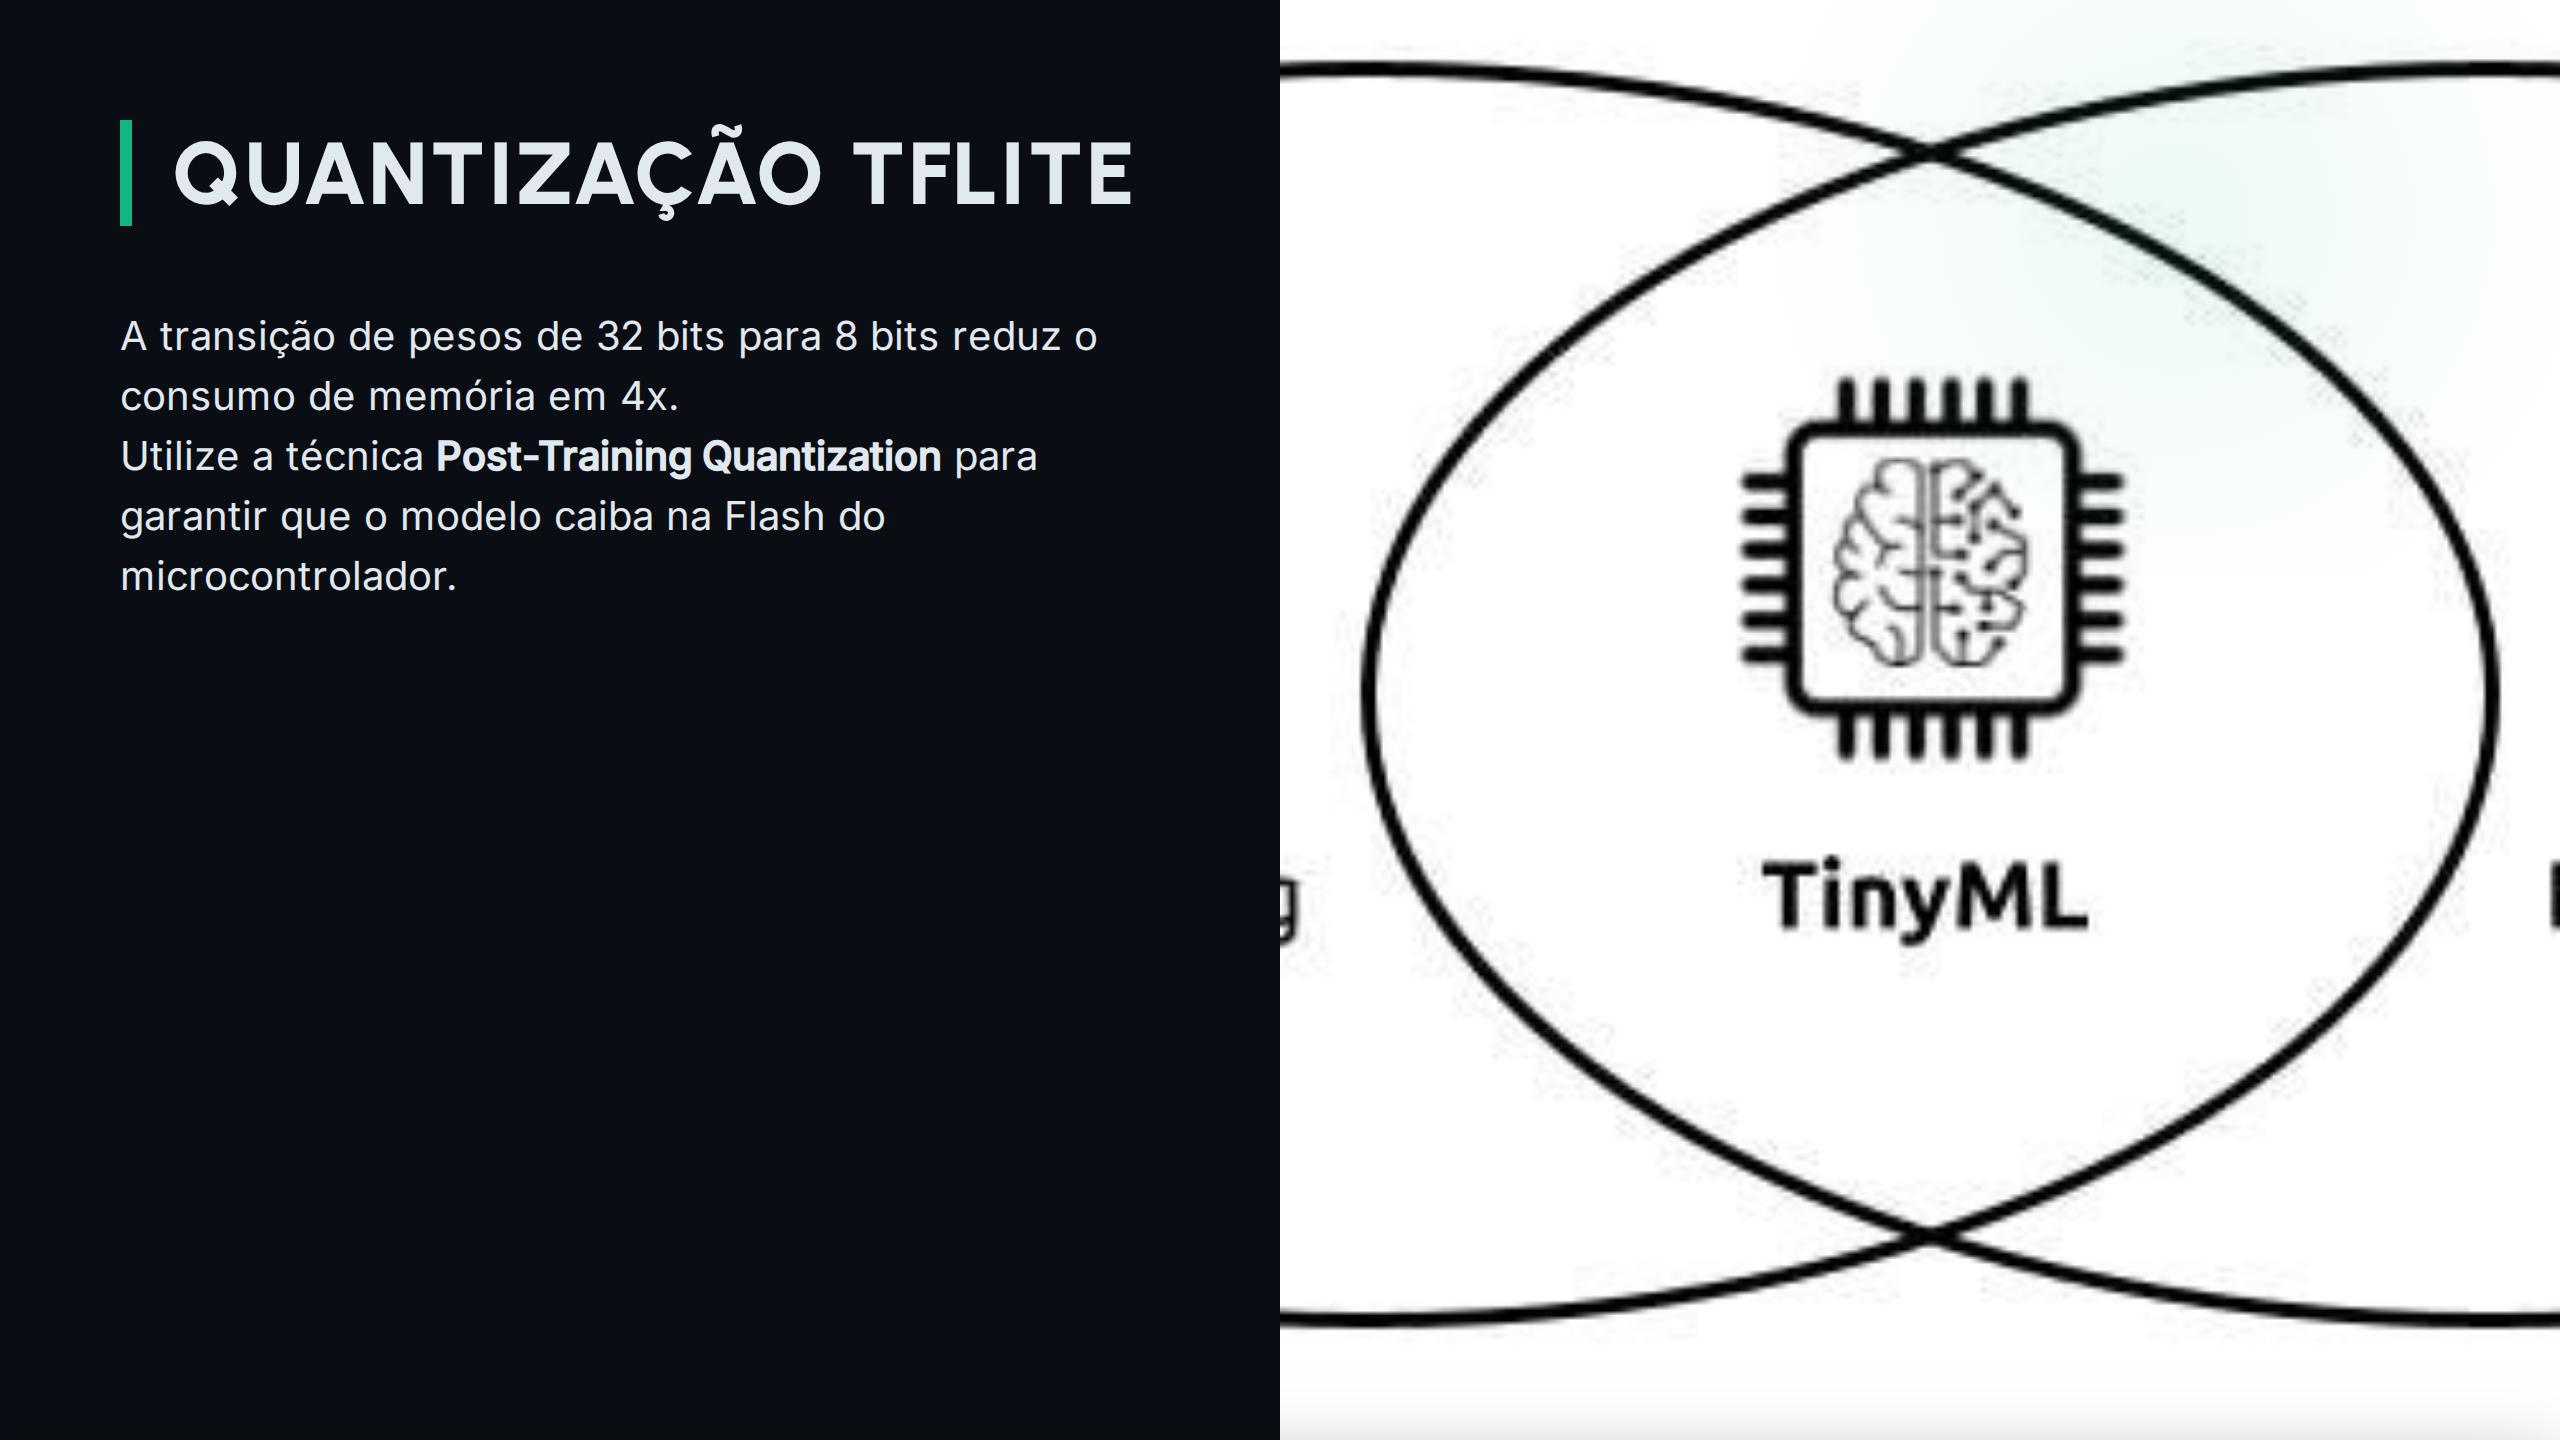 QUANTIZAÇÃO TFLITE
A transição de pesos de 32 bits para 8 bits reduz o
consumo de memória em 4x.
Utilize a técnica Post-Training Quantization para
garantir que o modelo caiba na Flash do
microcontrolador.
TinyML